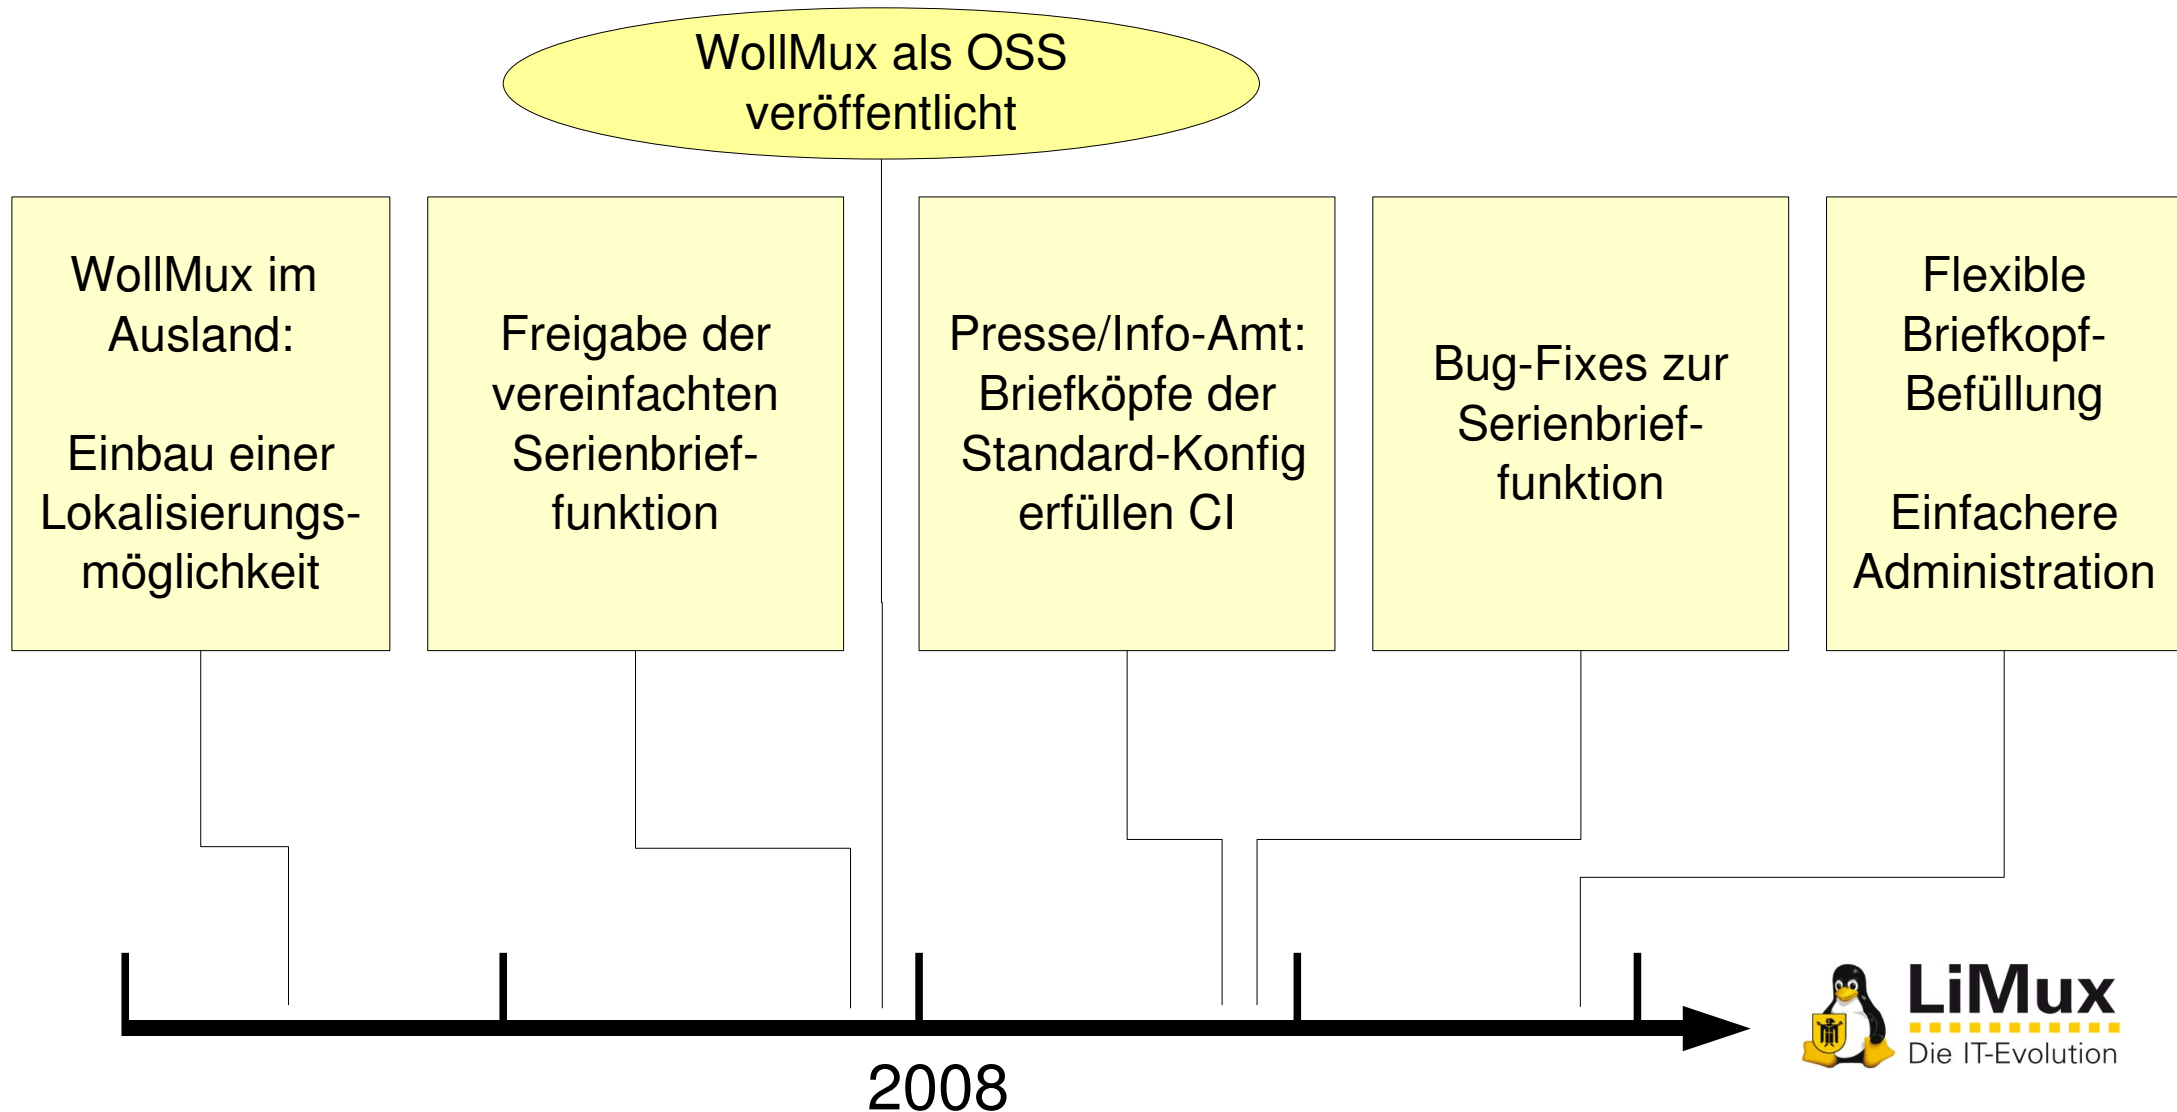 WollMux als OSS
veröffentlicht
WollMux im
Ausland:
Einbau einer
Lokalisierungs-
möglichkeit
Freigabe der
vereinfachten
Serienbrief-
funktion
Presse/Info-Amt:
Briefköpfe der
Standard-Konfig
erfüllen CI
Bug-Fixes zur
Serienbrief-
funktion
Flexible
Briefkopf-
Befüllung
Einfachere
Administration
2008
LiMux
Die IT-Evolution